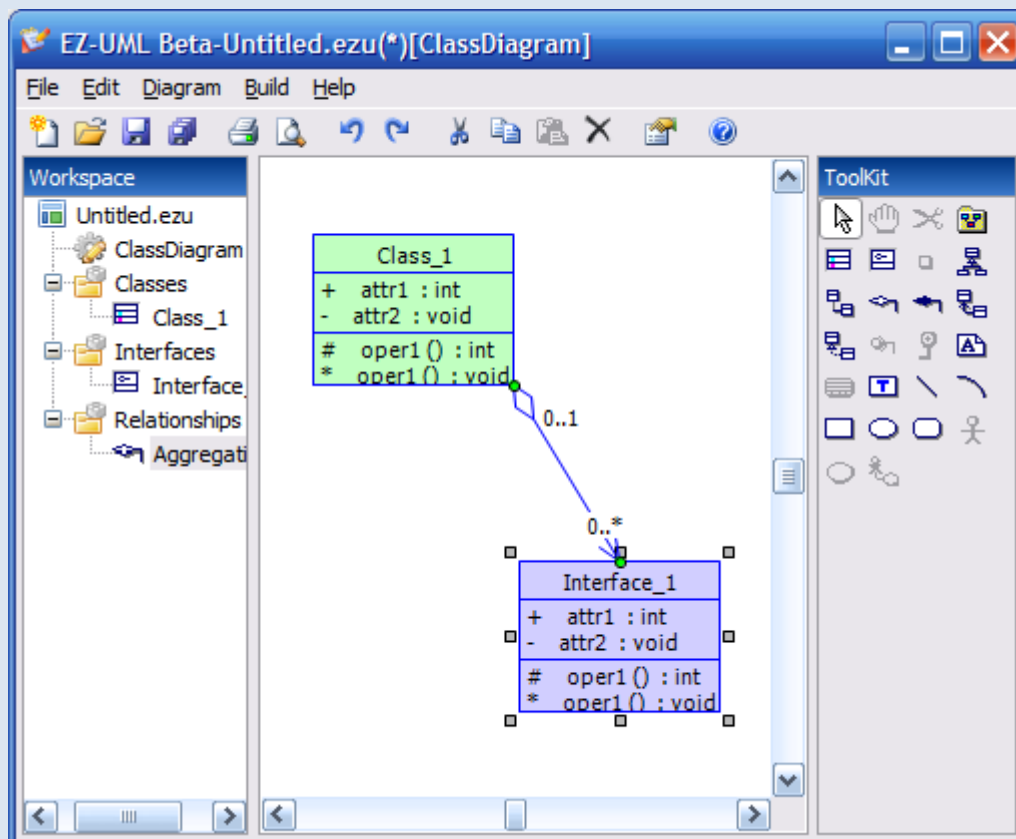 EZ-UML Beta-Untitled.ezu(*)[ClassDiagram]
File Edit Diagram Build Help
Workspace
Untitled.ezu
ClassDiagram
Classes
Class_1
Interfaces
Interface_
Relationships
Aggregati
Class_1
+ attr1 : int
- attr2 : void
# oper1 () : int
* oper1 () : void
0..1
0..*
Interface_1
+ attr1 : int
- attr2 : void
# oper1 () : int
* oper1 () : void
ToolKit